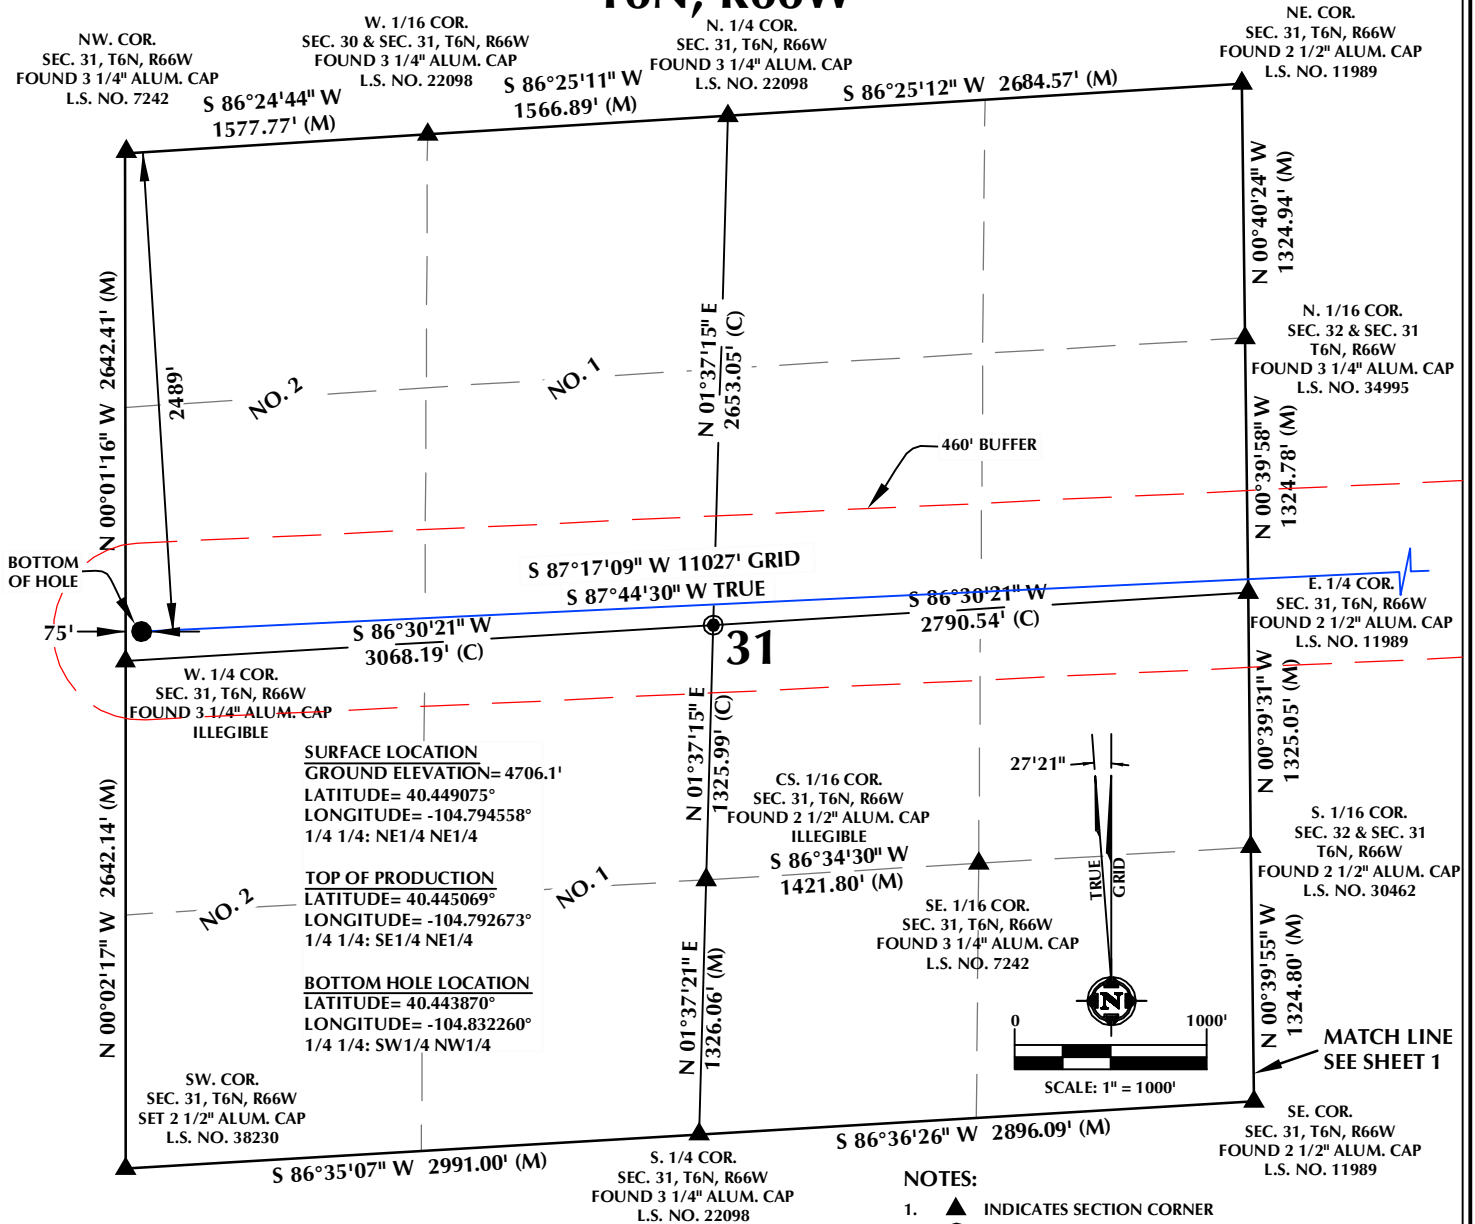 T6N, R66W
NW. COR.
SEC. 31, T6N, R66W
FOUND 3 1/4" ALUM. CAP
L.S. NO. 7242
W. 1/16 COR.
SEC. 30 & SEC. 31, T6N, R66W
FOUND 3 1/4" ALUM. CAP
L.S. NO. 22098
N. 1/4 COR.
SEC. 31, T6N, R66W
FOUND 3 1/4" ALUM. CAP
L.S. NO. 22098
NE. COR.
SEC. 31, T6N, R66W
FOUND 2 1/2" ALUM. CAP
L.S. NO. 11989
S 86°24'44" W
1577.77' (M)
S 86°25'11" W
1566.89' (M)
S 86°25'12" W 2684.57' (M)
N 00°01'16" W 2642.41' (M)
2489'
NO. 2
NO. 1
N 01°37'15" E
2653.05' (C)
N 00°40'24" W
1324.94' (M)
N. 1/16 COR.
SEC. 32 & SEC. 31
T6N, R66W
FOUND 3 1/4" ALUM. CAP
L.S. NO. 34995
N 00°39'58" W
1324.78' (M)
460' BUFFER
BOTTOM
OF HOLE
75'
S 87°17'09" W 11027' GRID
S 87°44'30" W TRUE
S 86°30'21" W
3068.19' (C)
S 86°30'21" W
2790.54' (C)
31
E. 1/4 COR.
SEC. 31, T6N, R66W
FOUND 2 1/2" ALUM. CAP
L.S. NO. 11989
W. 1/4 COR.
SEC. 31, T6N, R66W
FOUND 3 1/4" ALUM. CAP
ILLEGIBLE
N 00°02'17" W 2642.14' (M)
SURFACE LOCATION
GROUND ELEVATION= 4706.1'
LATITUDE= 40.449075°
LONGITUDE= -104.794558°
1/4 1/4: NE1/4 NE1/4
TOP OF PRODUCTION
LATITUDE= 40.445069°
LONGITUDE= -104.792673°
1/4 1/4: SE1/4 NE1/4
BOTTOM HOLE LOCATION
LATITUDE= 40.443870°
LONGITUDE= -104.832260°
1/4 1/4: SW1/4 NW1/4
NO. 2
NO. 1
N 01°37'15" E
1325.99' (C)
CS. 1/16 COR.
SEC. 31, T6N, R66W
FOUND 2 1/2" ALUM. CAP
ILLEGIBLE
S 86°34'30" W
1421.80' (M)
27'21"
TRUE
GRID
N
N 00°39'31" W
1325.05' (M)
S. 1/16 COR.
SEC. 32 & SEC. 31
T6N, R66W
FOUND 2 1/2" ALUM. CAP
L.S. NO. 30462
SE. 1/16 COR.
SEC. 31, T6N, R66W
FOUND 3 1/4" ALUM. CAP
L.S. NO. 7242
N 01°37'21" E
1326.06' (M)
N 00°39'55" W
1324.80' (M)
0 1000'
SCALE: 1" = 1000'
MATCH LINE
SEE SHEET 1
SW. COR.
SEC. 31, T6N, R66W
SET 2 1/2" ALUM. CAP
L.S. NO. 38230
S 86°35'07" W 2991.00' (M)
S. 1/4 COR.
SEC. 31, T6N, R66W
FOUND 3 1/4" ALUM. CAP
L.S. NO. 22098
S 86°36'26" W 2896.09' (M)
SE. COR.
SEC. 31, T6N, R66W
FOUND 2 1/2" ALUM. CAP
L.S. NO. 11989
NOTES:
1. INDICATES SECTION CORNER